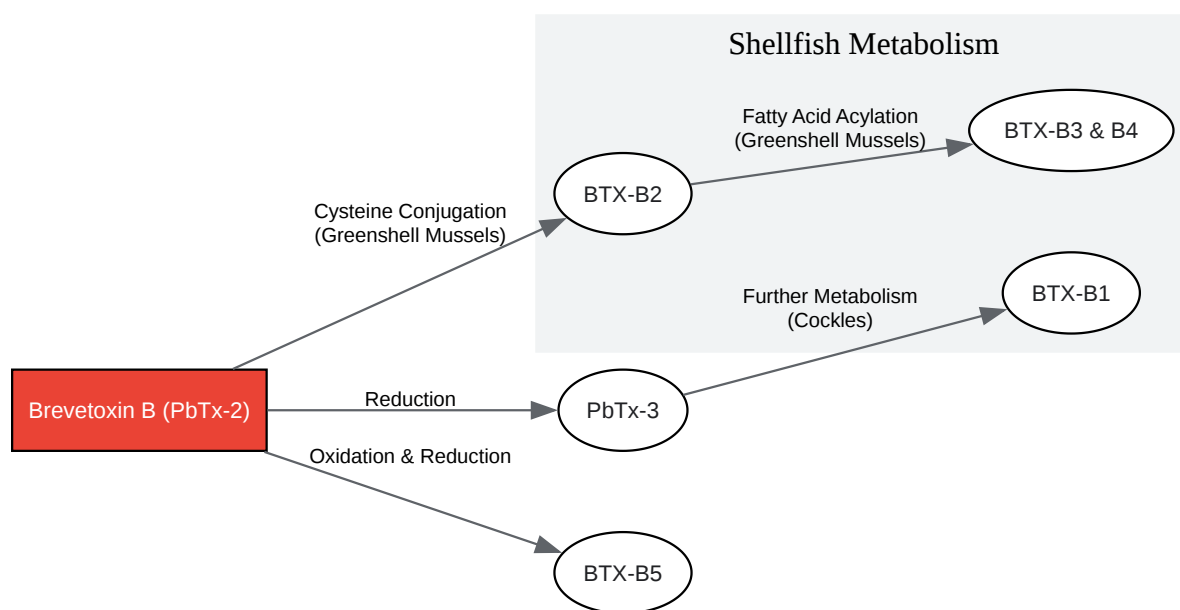 Shellfish Metabolism
Fatty Acid Acylation
(Greenshell Mussels)
BTX-B3 & B4
BTX-B2
Cysteine Conjugation
(Greenshell Mussels)
Further Metabolism
(Cockles)
BTX-B1
Brevetoxin B (PbTx-2)
Reduction
PbTx-3
Oxidation & Reduction
BTX-B5